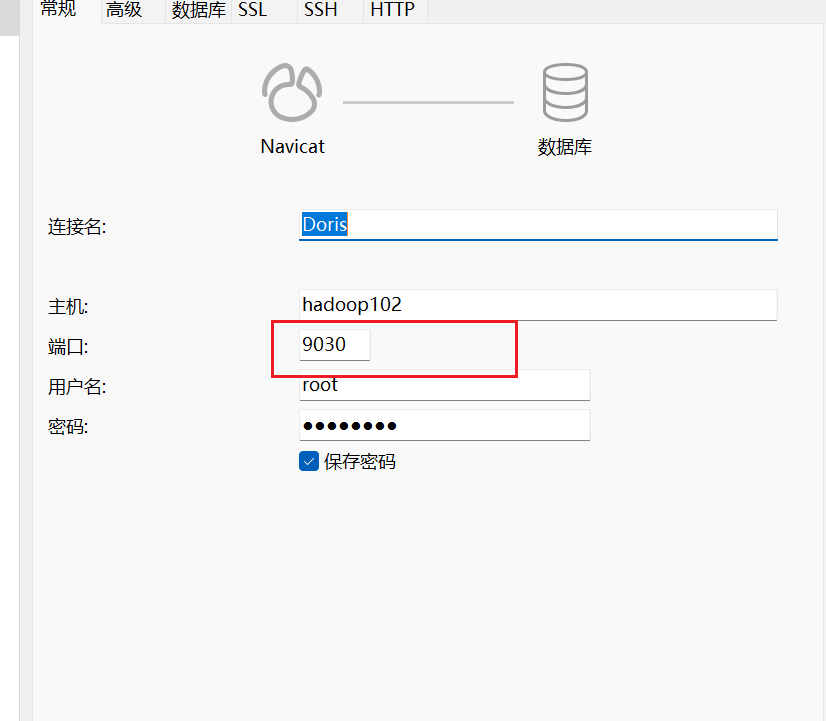 常规 高级 数据库 SSL SSH HTTP
Navicat 数据库
连接名: Doris
主机: hadoop102
端口: 9030
用户名: root
密码: ●●●●●●●●
保存密码